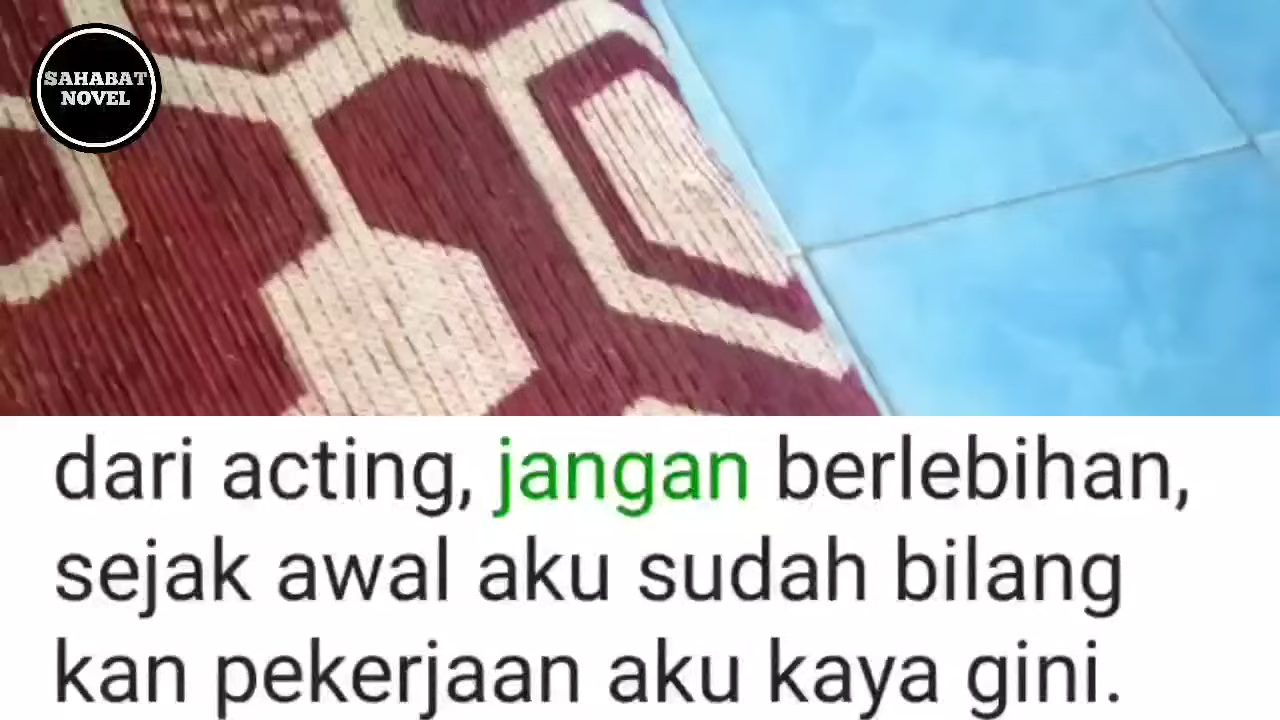 SAHABAT
NOVEL
dari acting, jangan berlebihan,
sejak awal aku sudah bilang
kan pekerjaan aku kaya gini.